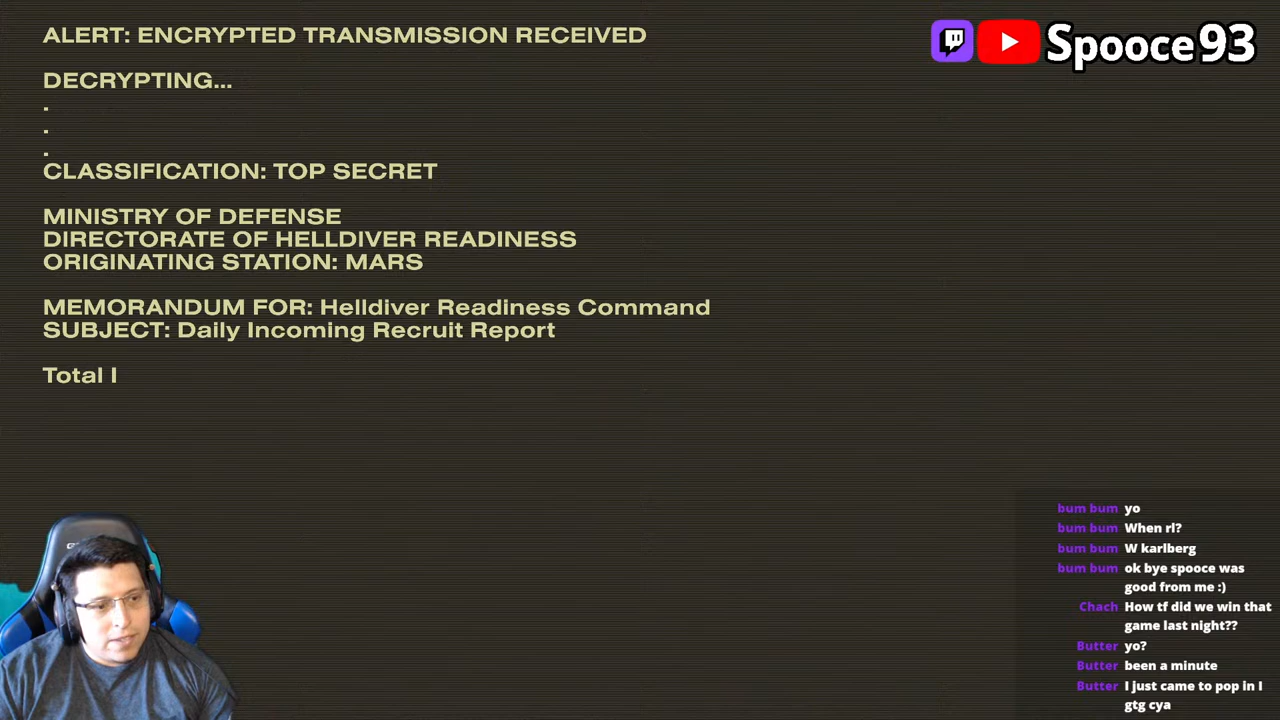 ALERT: ENCRYPTED TRANSMISSION RECEIVED
DECRYPTING...
.
.
.
CLASSIFICATION: TOP SECRET
MINISTRY OF DEFENSE
DIRECTORATE OF HELLDIVER READINESS
ORIGINATING STATION: MARS
MEMORANDUM FOR: Helldiver Readiness Command
SUBJECT: Daily Incoming Recruit Report
Total I
Spooce93
bum bum yo
bum bum When rl?
bum bum W karlberg
bum bum ok bye spooce was
good from me :)
Chach How tf did we win that
game last night??
Butter yo?
Butter been a minute
Butter I just came to pop in I
gtg cya